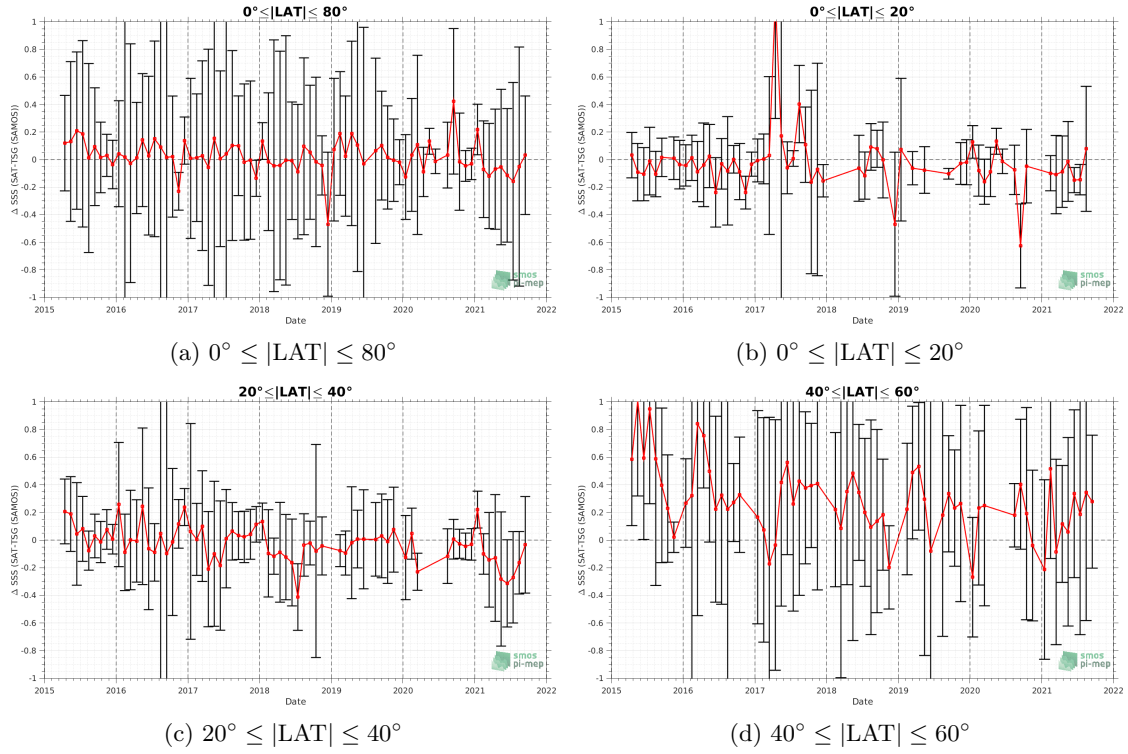 0°≤|LAT|≤ 80°
Δ SSS (SAT-TSG (SAMOS))
1
0.8
0.6
0.4
0.2
0
-0.2
-0.4
-0.6
-0.8
-1
2015 2016 2017 2018 2019 2020 2021 2022
Date
smos
pi-mep
(a) 0° ≤ |LAT| ≤ 80°
0°≤|LAT|≤ 20°
Δ SSS (SAT-TSG (SAMOS))
1
0.8
0.6
0.4
0.2
0
-0.2
-0.4
-0.6
-0.8
-1
2015 2016 2017 2018 2019 2020 2021 2022
Date
smos
pi-mep
(b) 0° ≤ |LAT| ≤ 20°
20°≤|LAT|≤ 40°
Δ SSS (SAT-TSG (SAMOS))
1
0.8
0.6
0.4
0.2
0
-0.2
-0.4
-0.6
-0.8
-1
2015 2016 2017 2018 2019 2020 2021 2022
Date
smos
pi-mep
(c) 20° ≤ |LAT| ≤ 40°
40°≤|LAT|≤ 60°
Δ SSS (SAT-TSG (SAMOS))
1
0.8
0.6
0.4
0.2
0
-0.2
-0.4
-0.6
-0.8
-1
2015 2016 2017 2018 2019 2020 2021 2022
Date
smos
pi-mep
(d) 40° ≤ |LAT| ≤ 60°